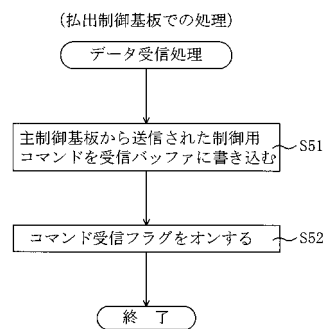 (払出制御基板での処理)
データ受信処理
主制御基板から送信された制御用
コマンドを受信バッファに書き込む
S51
コマンド受信フラグをオンする
S52
終 了